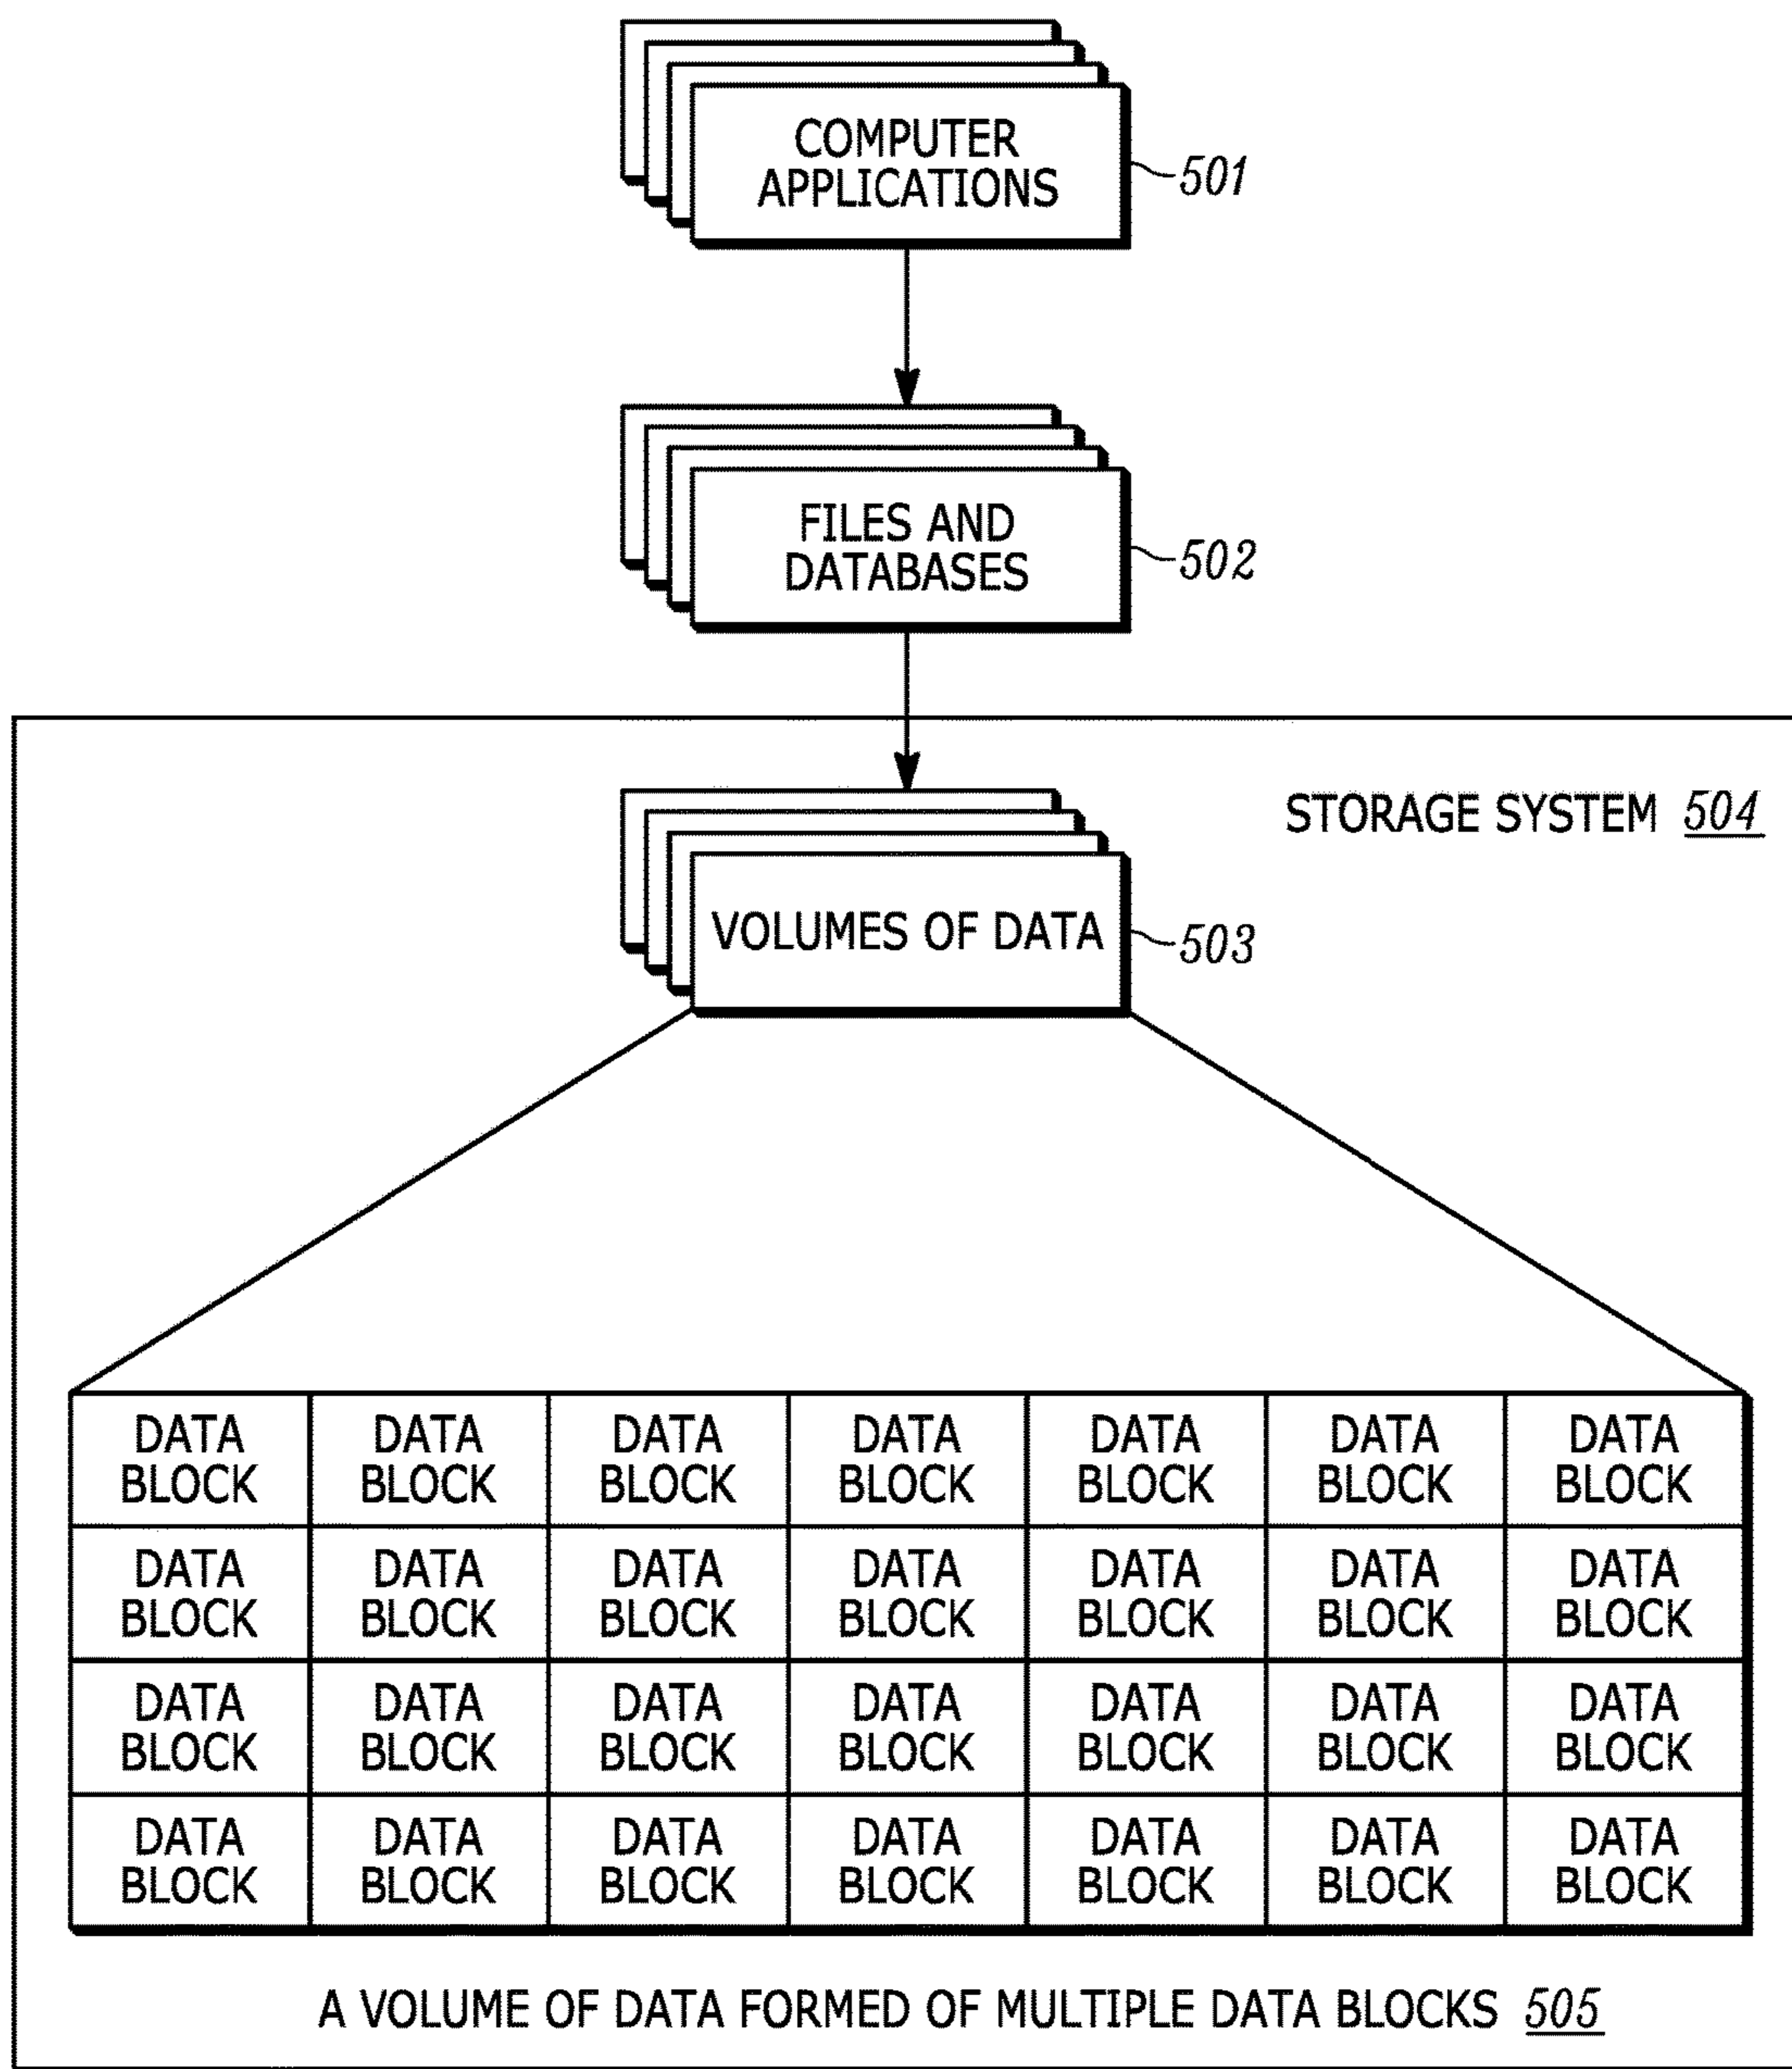 COMPUTER
APPLICATIONS
501
FILES AND
DATABASES
502
STORAGE SYSTEM 504
VOLUMES OF DATA
503
DATA DATA DATA DATA DATA DATA DATA
BLOCK BLOCK BLOCK BLOCK BLOCK BLOCK BLOCK
DATA DATA DATA DATA DATA DATA DATA
BLOCK BLOCK BLOCK BLOCK BLOCK BLOCK BLOCK
DATA DATA DATA DATA DATA DATA DATA
BLOCK BLOCK BLOCK BLOCK BLOCK BLOCK BLOCK
DATA DATA DATA DATA DATA DATA DATA
BLOCK BLOCK BLOCK BLOCK BLOCK BLOCK BLOCK
A VOLUME OF DATA FORMED OF MULTIPLE DATA BLOCKS 505